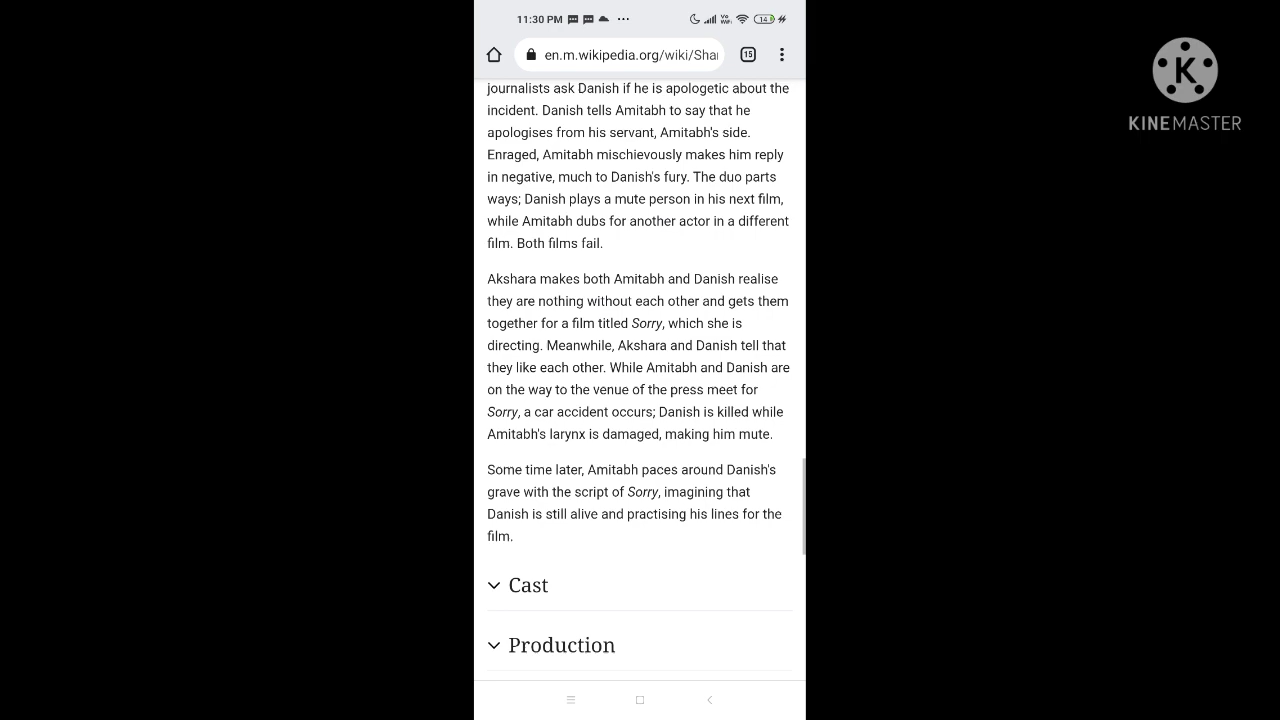 11:30 PM
14
en.m.wikipedia.org/wiki/Sha
15
journalists ask Danish if he is apologetic about the
incident. Danish tells Amitabh to say that he
apologises from his servant, Amitabh's side.
Enraged, Amitabh mischievously makes him reply
in negative, much to Danish's fury. The duo parts
ways; Danish plays a mute person in his next film,
while Amitabh dubs for another actor in a different
film. Both films fail.
Akshara makes both Amitabh and Danish realise
they are nothing without each other and gets them
together for a film titled Sorry, which she is
directing. Meanwhile, Akshara and Danish tell that
they like each other. While Amitabh and Danish are
on the way to the venue of the press meet for
Sorry, a car accident occurs; Danish is killed while
Amitabh's larynx is damaged, making him mute.
Some time later, Amitabh paces around Danish's
grave with the script of Sorry, imagining that
Danish is still alive and practising his lines for the
film.
Cast
Production
K
KINEMASTER